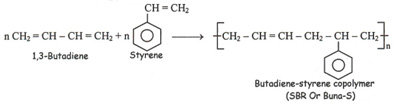 CH = CH₂
n CH₂=CH – CH=CH₂ + n ⟶ [CH₂ – CH = CH – CH₂ – CH – CH₂]ₙ
1,3-Butadiene Styrene
Butadiene-styrene copolymer
(SBR Or Buna-S)